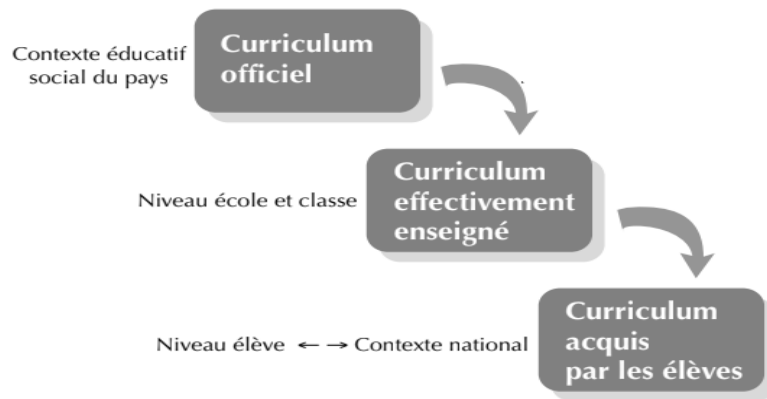 Contexte éducatif
social du pays
Curriculum
officiel
Niveau école et classe
Curriculum
effectivement
enseigné
Niveau élève ← → Contexte national
Curriculum
acquis
par les élèves